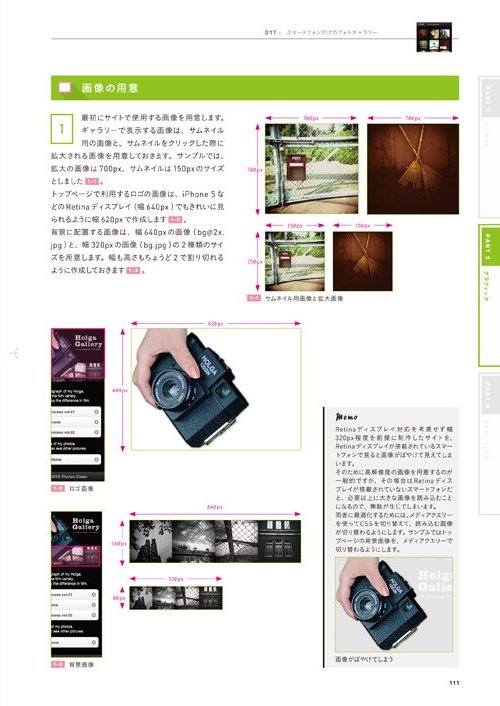 017 : スマートフォン向けのフォトギャラリー
画像の用意
1
最初にサイトで使用する画像を用意します。
ギャラリーで表示する画像は、サムネイル
用の画像と、サムネイルをクリックした際に
拡大される画像を用意しておきます。サンプルでは、
拡大の画像は700px、サムネイルは150pxのサイズ
としました 1-1 。
トップページで利用するロゴの画像は、iPhone 5な
どのRetinaディスプレイ（幅640px）でもきれいに見
られるように幅620pxで作成します 1-2 。
背景に配置する画像は、幅640pxの画像（bg@2x.
jpg）と、幅320pxの画像（bg.jpg）の2種類のサイ
ズを用意します。幅も高さもちょうど2で割り切れる
ように作成しておきます 1-3 。
700px
700px
700px
150px
150px
150px
1-1 サムネイル用画像と拡大画像
PART 1
PART 2
グラフィック
PART 3
Holga
Gallery
ograph of my Holga.
the film variety.
by the difference in film.
1-2 ロゴ画像
620px
HOLGA
Holga
Gallery
ograph of my Holga.
the film variety.
by the difference in film.
of my photos.
see other pictures.
1-3 背景画像
640px
160px
320px
80px
Memo
Retinaディスプレイ対応を考慮せず幅
320px程度を前提に制作したサイトを、
Retinaディスプレイが搭載されているスマー
トフォンで見ると画像がぼやけて見えてしま
います。
そのために高解像度の画像を用意するのが
一般的ですが、その場合はRetinaディス
プレイが搭載されていないスマートフォンだ
と、必要以上に大きな画像を読み込むこと
になるので、無駄が生じてしまいます。
両者に最適化するためには、メディアクエリー
を使ってCSSを切り替えて、読み込む画像
が切り替わるようにします。サンプルではトッ
プページの背景画像を、メディアクエリーで
切り替わるようにします。
画像がぼやけてしまう
111